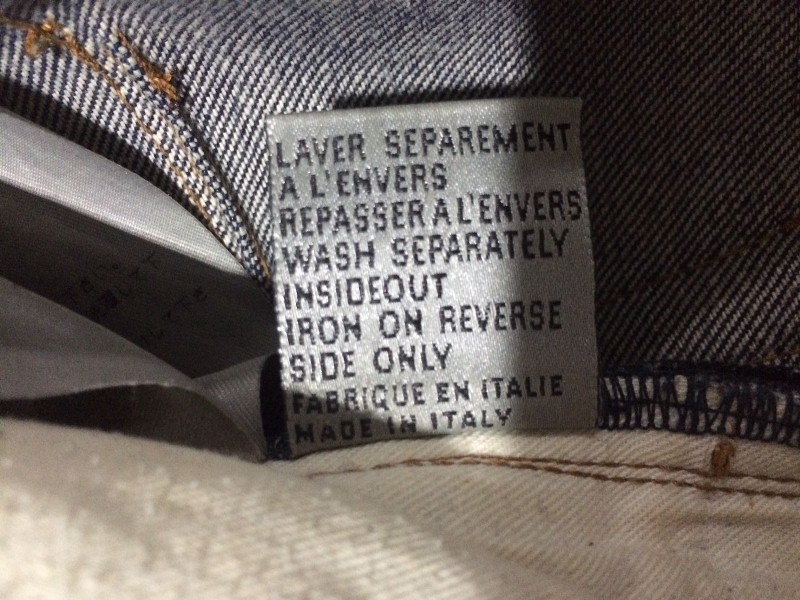 LAVER SEPAREMENT
A L'ENVERS
REPASSER A L'ENVERS
WASH SEPARATELY
INSIDEOUT
IRON ON REVERSE
SIDE ONLY
FABRIQUE EN ITALIE
MADE IN ITALY